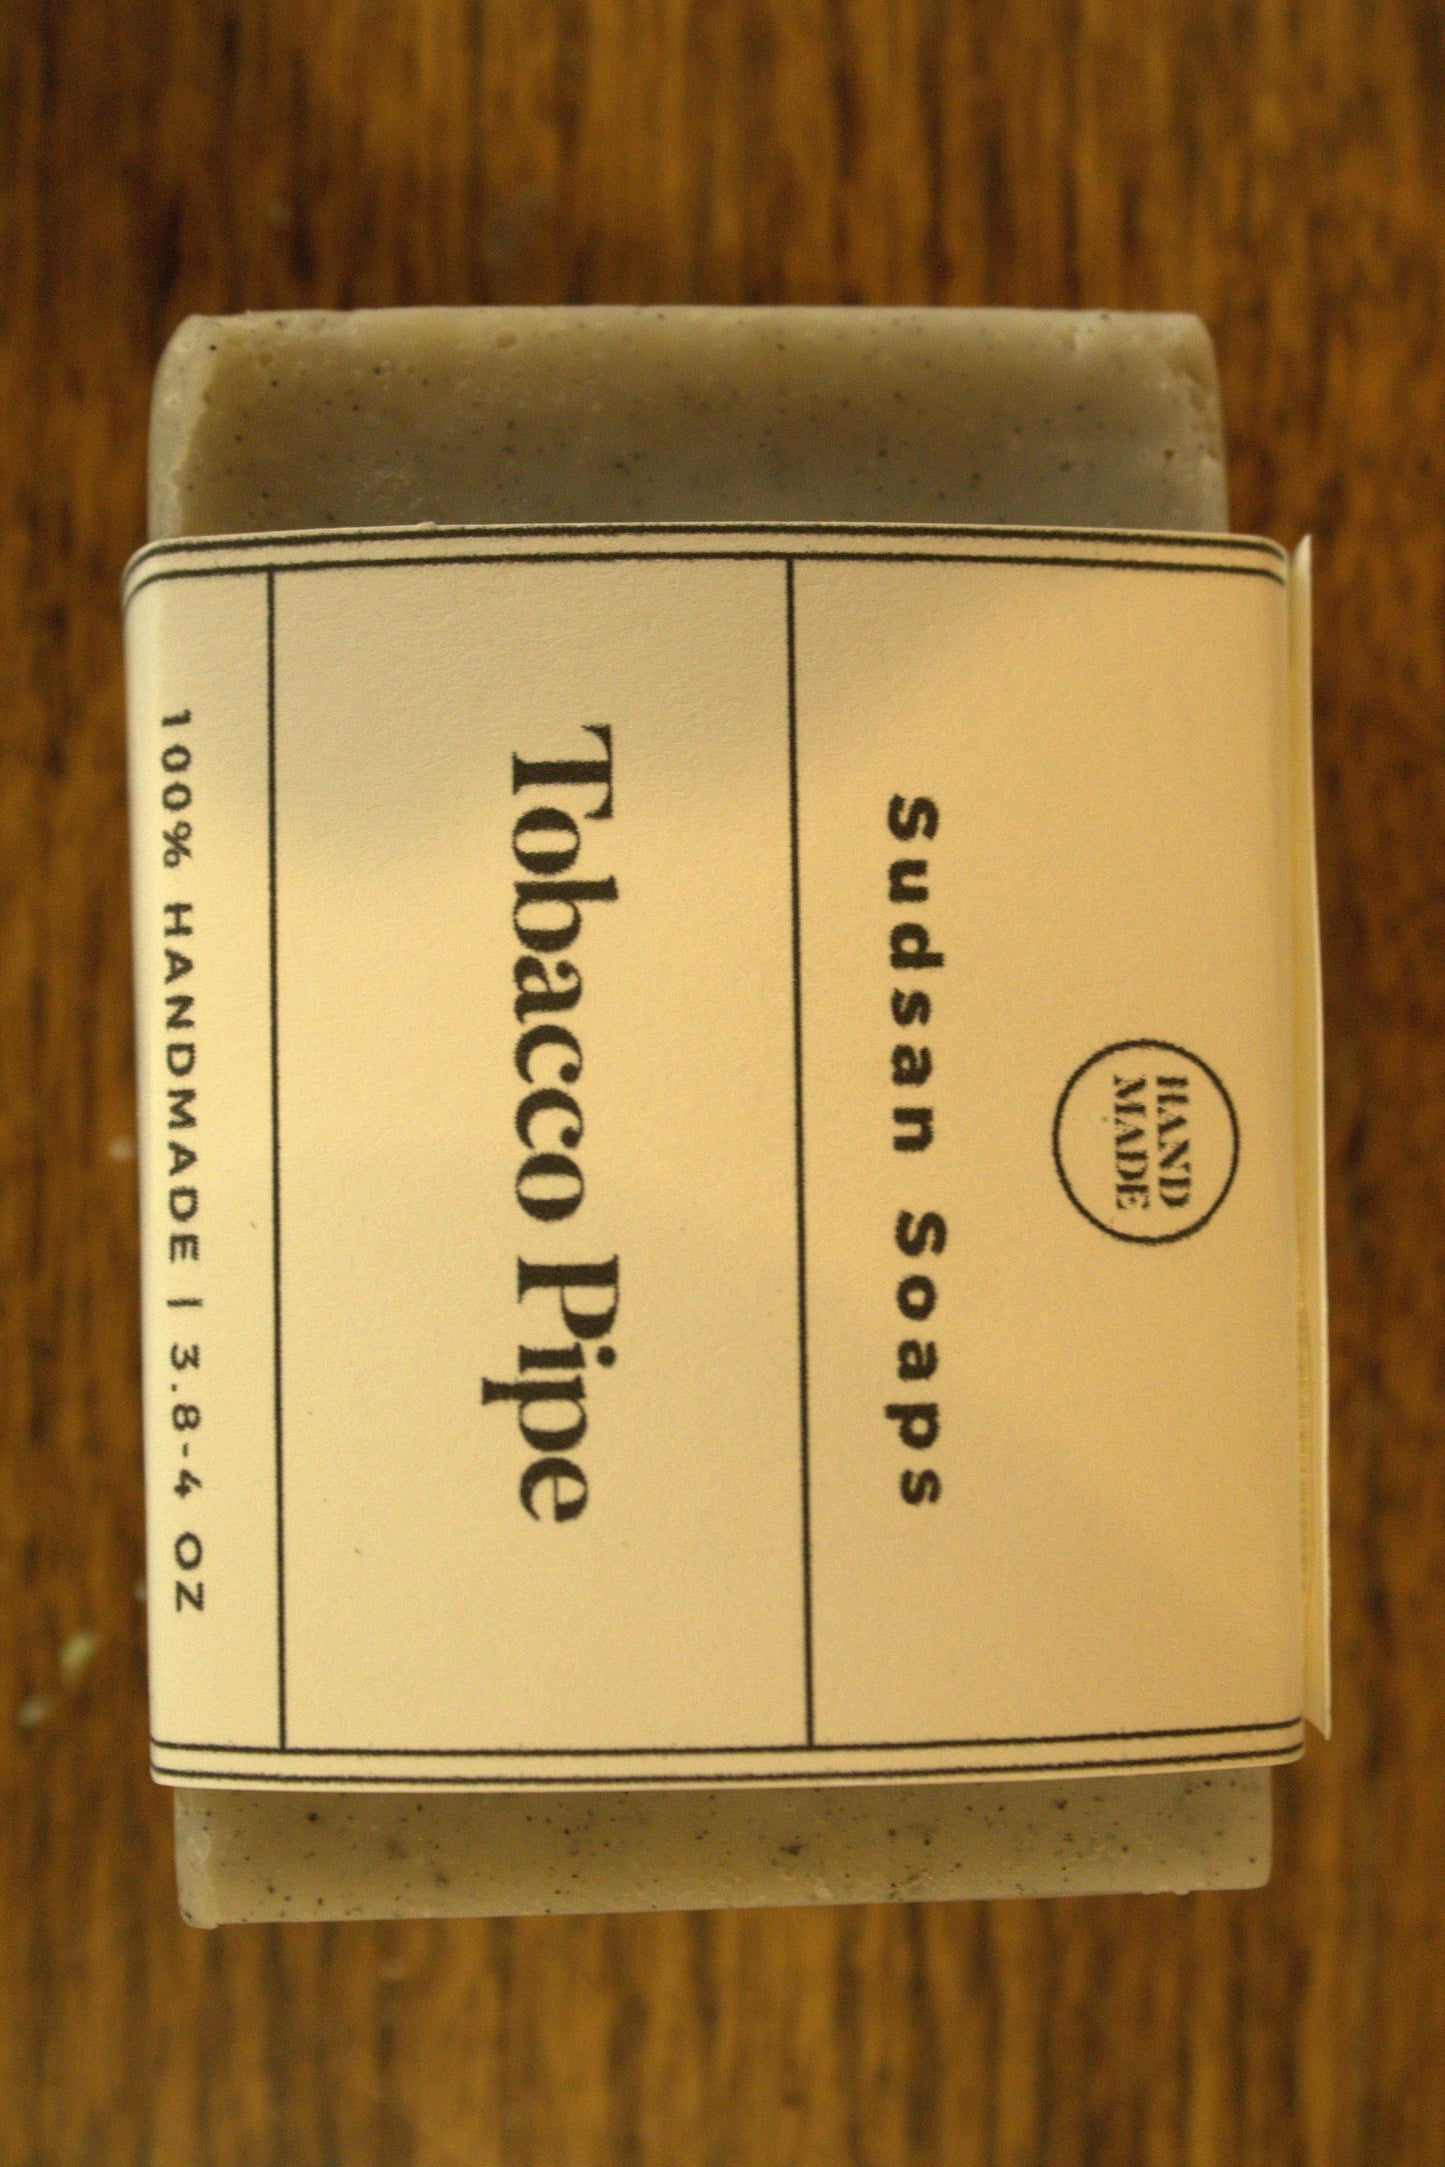 HAND
MADE
Sudsan Soaps
Tobacco Pipe
100% HANDMADE | 3.8-4 OZ